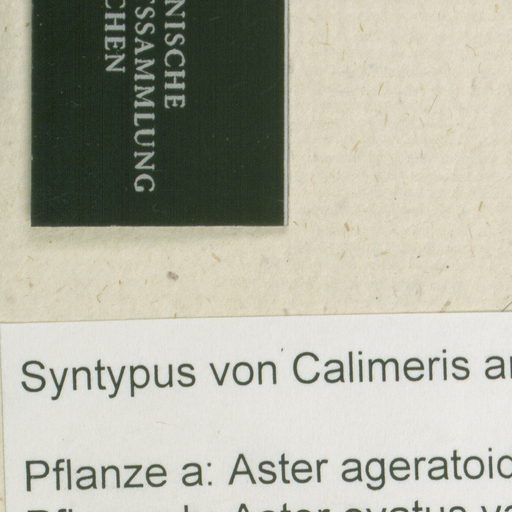 NISCHE
SSAMMLUNG
CHEN
Syntypus von Calimeris
Pflanze a: Aster ageratoid